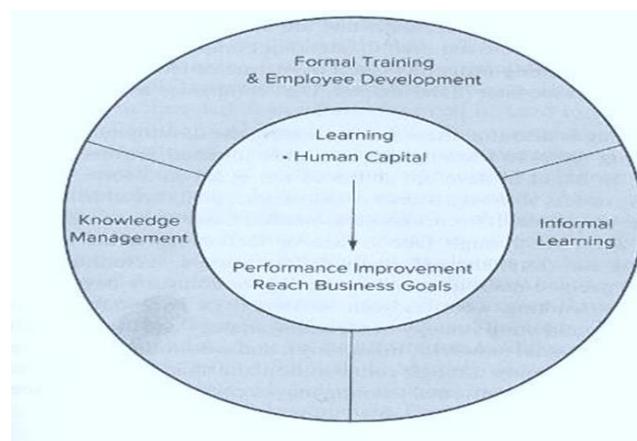 Formal Training
& Employee Development
Learning
• Human Capital
Knowledge
Management
Informal
Learning
Performance Improvement
Reach Business Goals